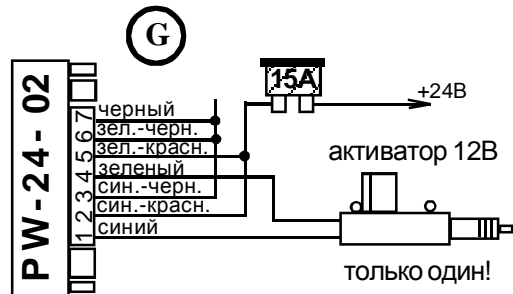 G
15А
+24В
PW-24-02
7 черный
6 зел.-черн.
5 зел.-красн.
4 зеленый
3 син.-черн.
2 син.-красн.
1 синий
активатор 12В
только один!